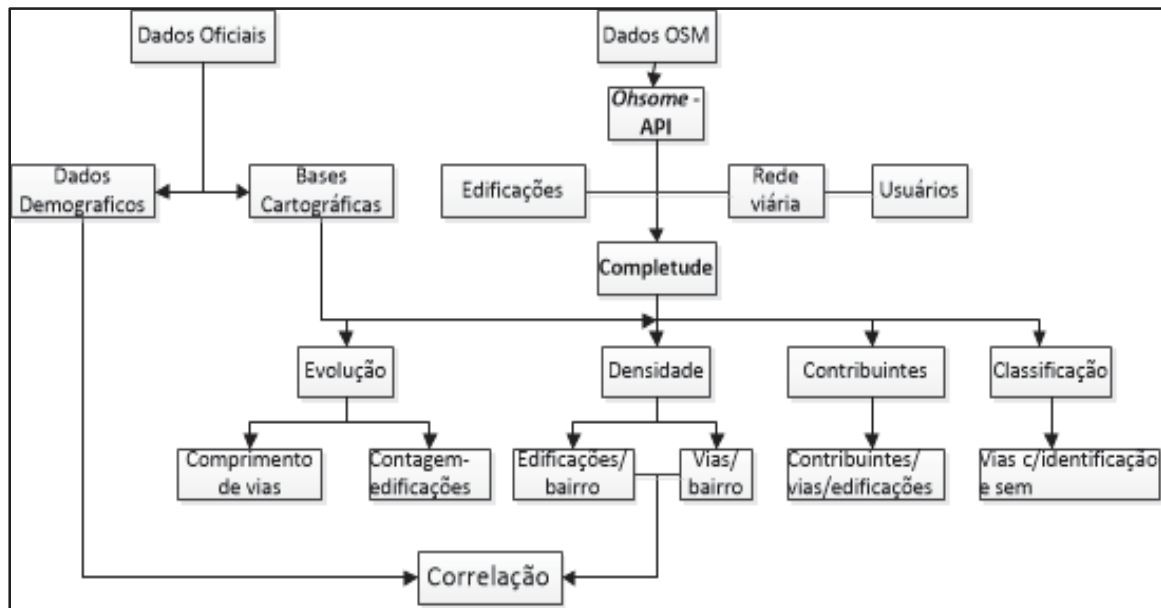 Dados Oficiais
Dados OSM
Ohsome -
API
Dados
Demograficos
Bases
Cartográficas
Edificações
Rede
viária
Usuários
Completude
Evolução
Densidade
Contribuintes
Classificação
Comprimento
de vias
Contagem-
edificações
Edificações/
bairro
Vias/
bairro
Contribuintes/
vias/edificações
Vias c/identificação
e sem
Correlação